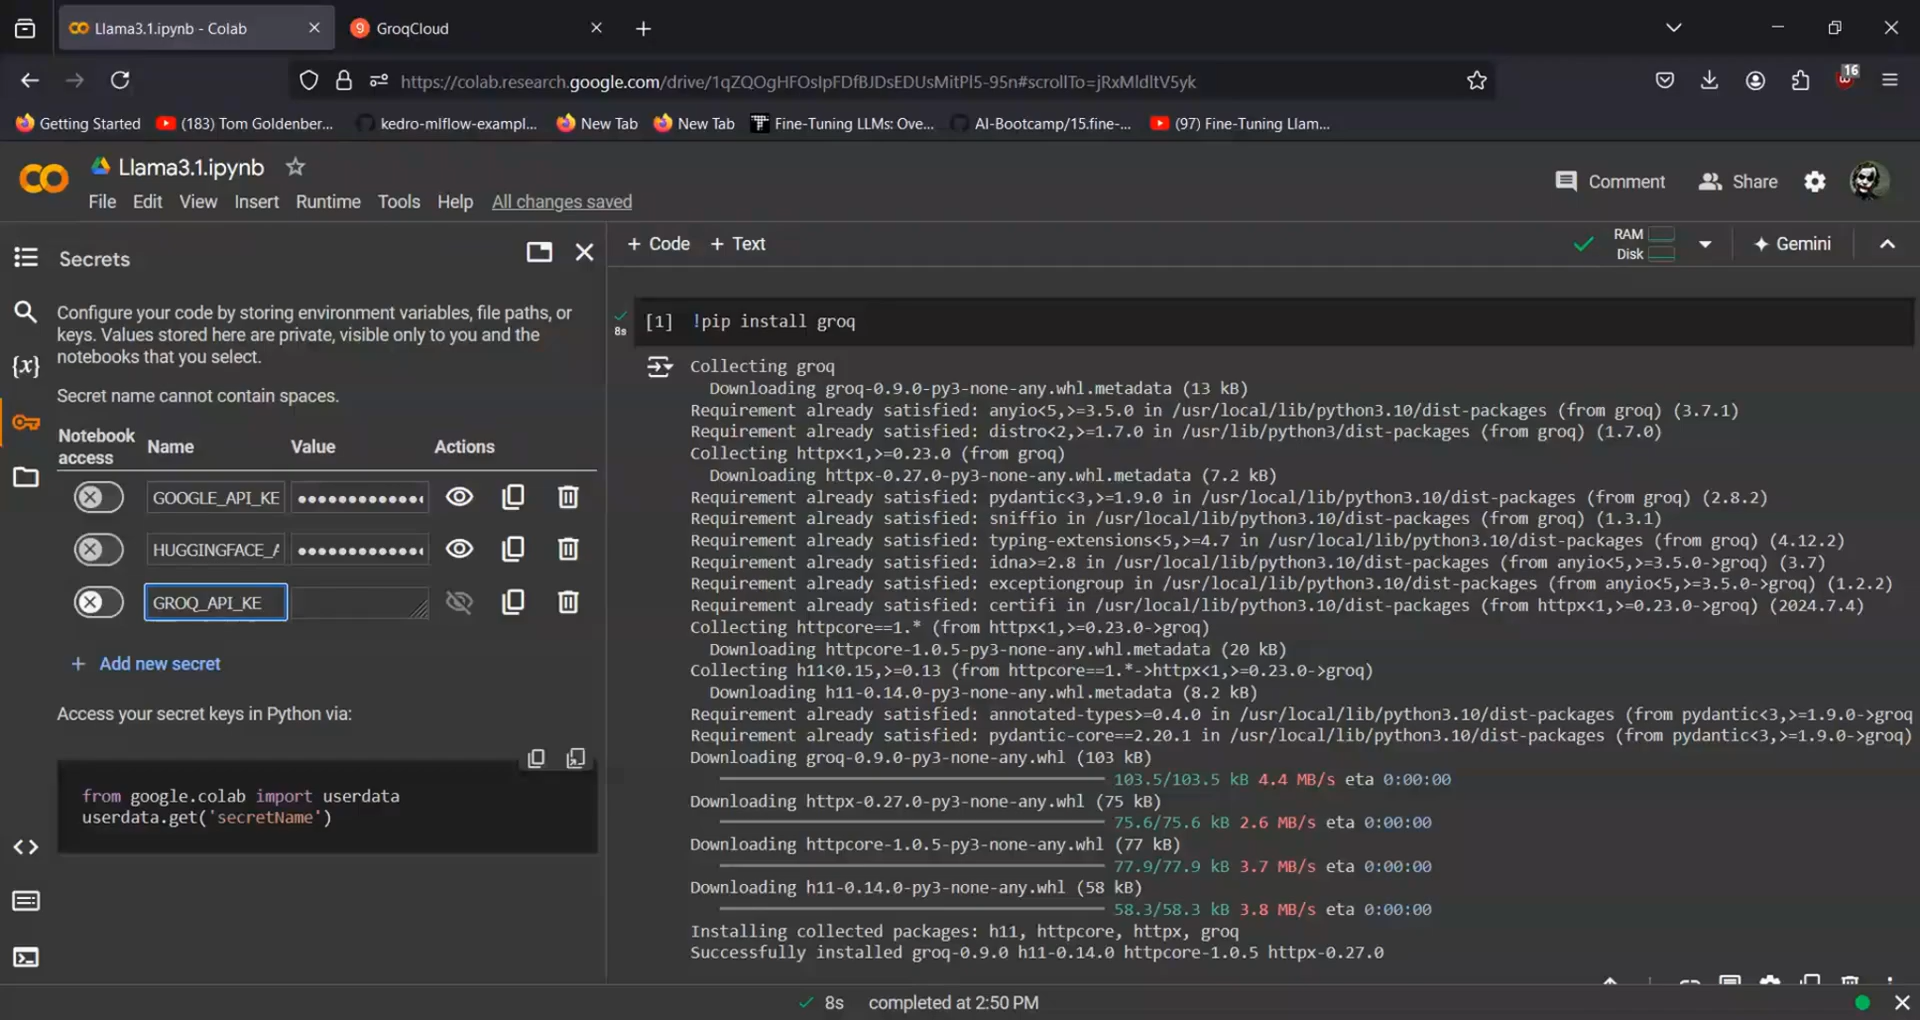 Llama3.1.ipynb - Colab
GroqCloud
https://colab.research.google.com/drive/1qZQOgHFOsIpFDfBJDsEDUsMitPl5-95n#scrollTo=jRxMldltV5yk
16
Getting Started
(183) Tom Goldenber...
kedro-mlflow-exampl...
New Tab
New Tab
Fine-Tuning LLMs: Ove...
AI-Bootcamp/15.fine-...
(97) Fine-Tuning Llam...
Llama3.1.ipynb
Comment
Share
File Edit View Insert Runtime Tools Help All changes saved
Secrets
+ Code + Text
RAM
Disk
Gemini
Configure your code by storing environment variables, file paths, or
keys. Values stored here are private, visible only to you and the
notebooks that you select.
Secret name cannot contain spaces.
Notebook
access
Name
Value
Actions
GOOGLE_API_KE
HUGGINGFACE_A
GROQ_API_KE
+ Add new secret
Access your secret keys in Python via:
from google.colab import userdata
userdata.get('secretName')
8s
[1] !pip install groq
Collecting groq
Downloading groq-0.9.0-py3-none-any.whl.metadata (13 kB)
Requirement already satisfied: anyio<5,>=3.5.0 in /usr/local/lib/python3.10/dist-packages (from groq) (3.7.1)
Requirement already satisfied: distro<2,>=1.7.0 in /usr/lib/python3/dist-packages (from groq) (1.7.0)
Collecting httpx<1,>=0.23.0 (from groq)
Downloading httpx-0.27.0-py3-none-any.whl.metadata (7.2 kB)
Requirement already satisfied: pydantic<3,>=1.9.0 in /usr/local/lib/python3.10/dist-packages (from groq) (2.8.2)
Requirement already satisfied: sniffio in /usr/local/lib/python3.10/dist-packages (from groq) (1.3.1)
Requirement already satisfied: typing-extensions<5,>=4.7 in /usr/local/lib/python3.10/dist-packages (from groq) (4.12.2)
Requirement already satisfied: idna>=2.8 in /usr/local/lib/python3.10/dist-packages (from anyio<5,>=3.5.0->groq) (3.7)
Requirement already satisfied: exceptiongroup in /usr/local/lib/python3.10/dist-packages (from anyio<5,>=3.5.0->groq) (1.2.2)
Requirement already satisfied: certifi in /usr/local/lib/python3.10/dist-packages (from httpx<1,>=0.23.0->groq) (2024.7.4)
Collecting httpcore==1.* (from httpx<1,>=0.23.0->groq)
Downloading httpcore-1.0.5-py3-none-any.whl.metadata (20 kB)
Collecting h11<0.15,>=0.13 (from httpcore==1.*->httpx<1,>=0.23.0->groq)
Downloading h11-0.14.0-py3-none-any.whl.metadata (8.2 kB)
Requirement already satisfied: annotated-types>=0.4.0 in /usr/local/lib/python3.10/dist-packages (from pydantic<3,>=1.9.0->groq
Requirement already satisfied: pydantic-core==2.20.1 in /usr/local/lib/python3.10/dist-packages (from pydantic<3,>=1.9.0->groq)
Downloading groq-0.9.0-py3-none-any.whl (103 kB)
103.5/103.5 kB 4.4 MB/s eta 0:00:00
Downloading httpx-0.27.0-py3-none-any.whl (75 kB)
75.6/75.6 kB 2.6 MB/s eta 0:00:00
Downloading httpcore-1.0.5-py3-none-any.whl (77 kB)
77.9/77.9 kB 3.7 MB/s eta 0:00:00
Downloading h11-0.14.0-py3-none-any.whl (58 kB)
58.3/58.3 kB 3.8 MB/s eta 0:00:00
Installing collected packages: h11, httpcore, httpx, groq
Successfully installed groq-0.9.0 h11-0.14.0 httpcore-1.0.5 httpx-0.27.0
8s completed at 2:50 PM